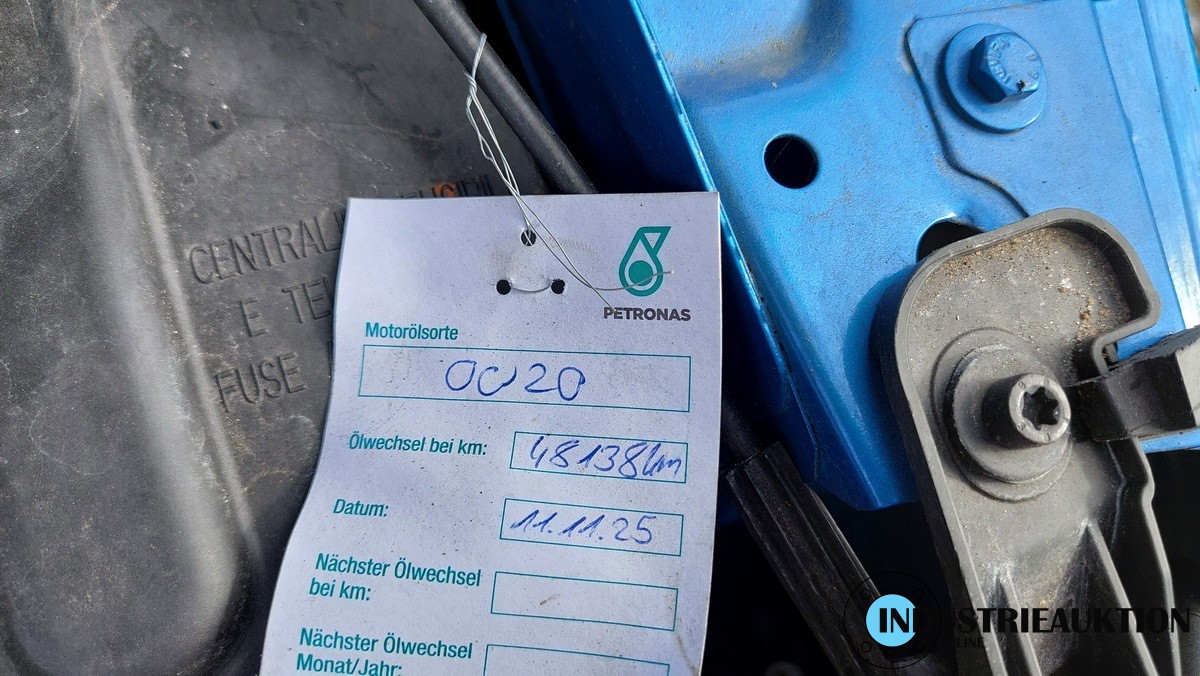 CENTRAL
E TE
FUSE
PETRONAS
Motorölsorte
0W20
Ölwechsel bei km:
48138km
Datum:
11.11.25
Nächster Ölwechsel
bei km:
Nächster Ölwechsel
Monat/Jahr:
INDUSTRIEAUKTION
LINE